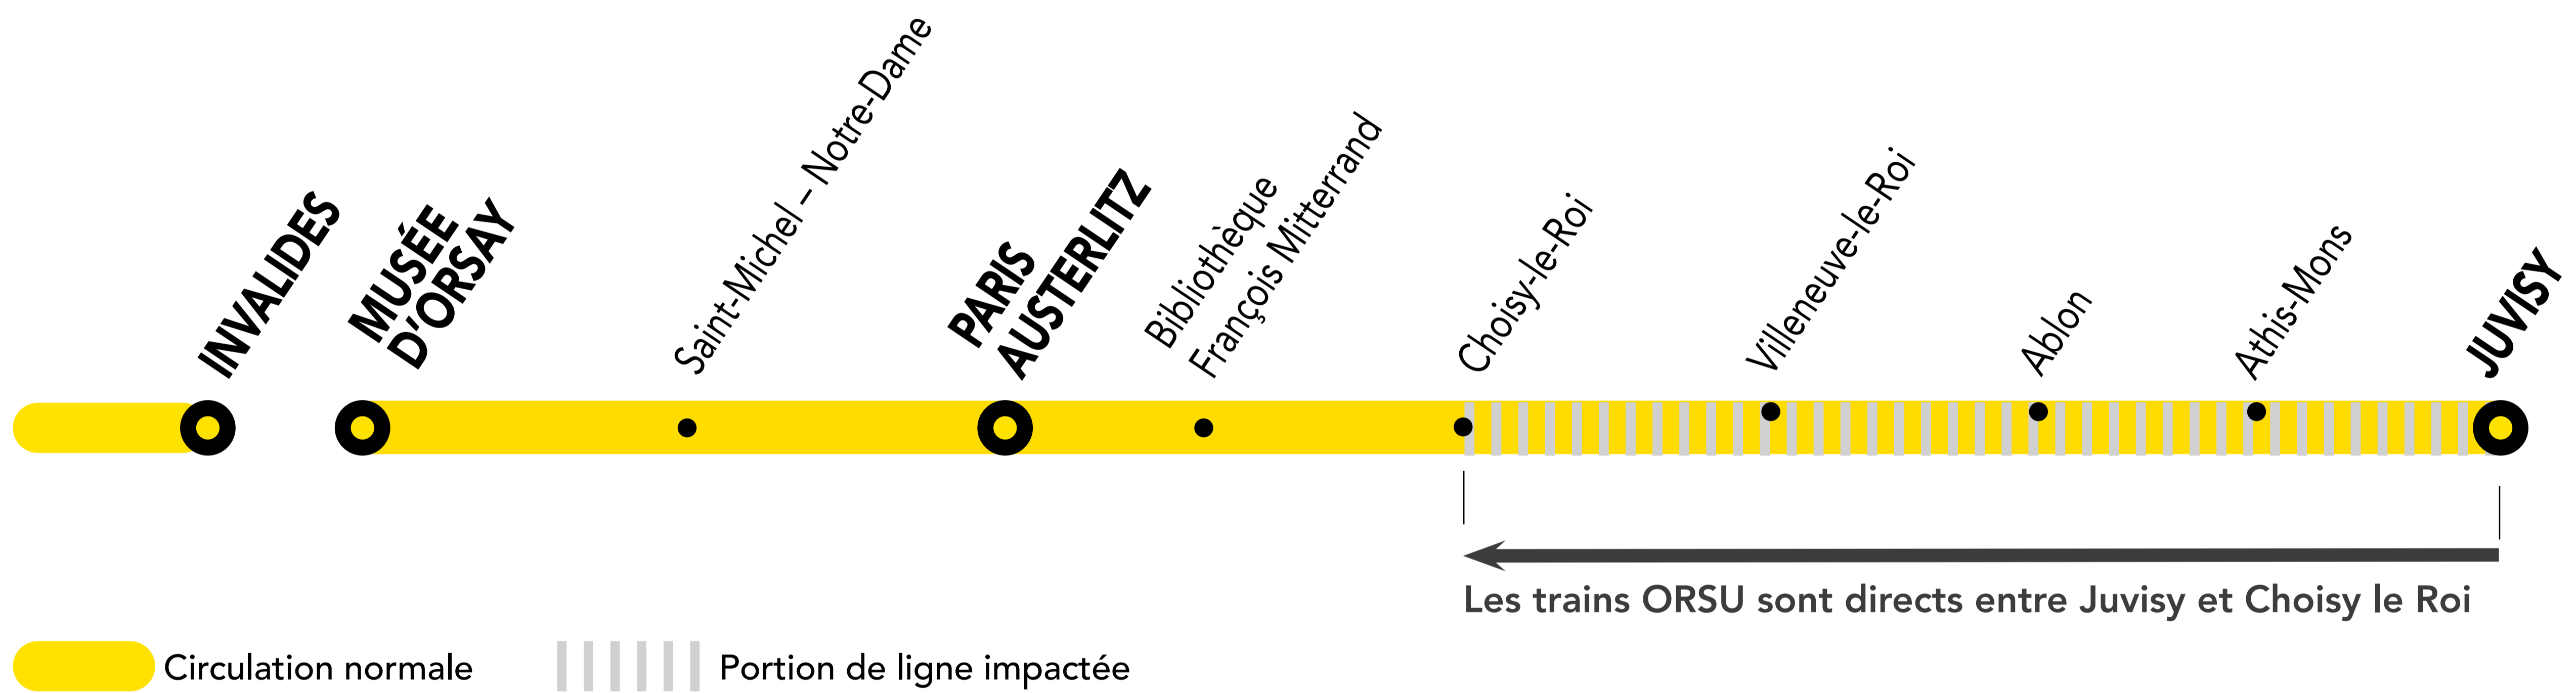 INVALIDES
MUSÉE
D'ORSAY
Saint-Michel – Notre-Dame
PARIS
AUSTERLITZ
Bibliothèque
François Mitterrand
Choisy-le-Roi
Villeneuve-le-Roi
Ablon
Athis-Mons
JUVISY
Les trains ORSU sont directs entre Juvisy et Choisy le Roi
Circulation normale
Portion de ligne impactée